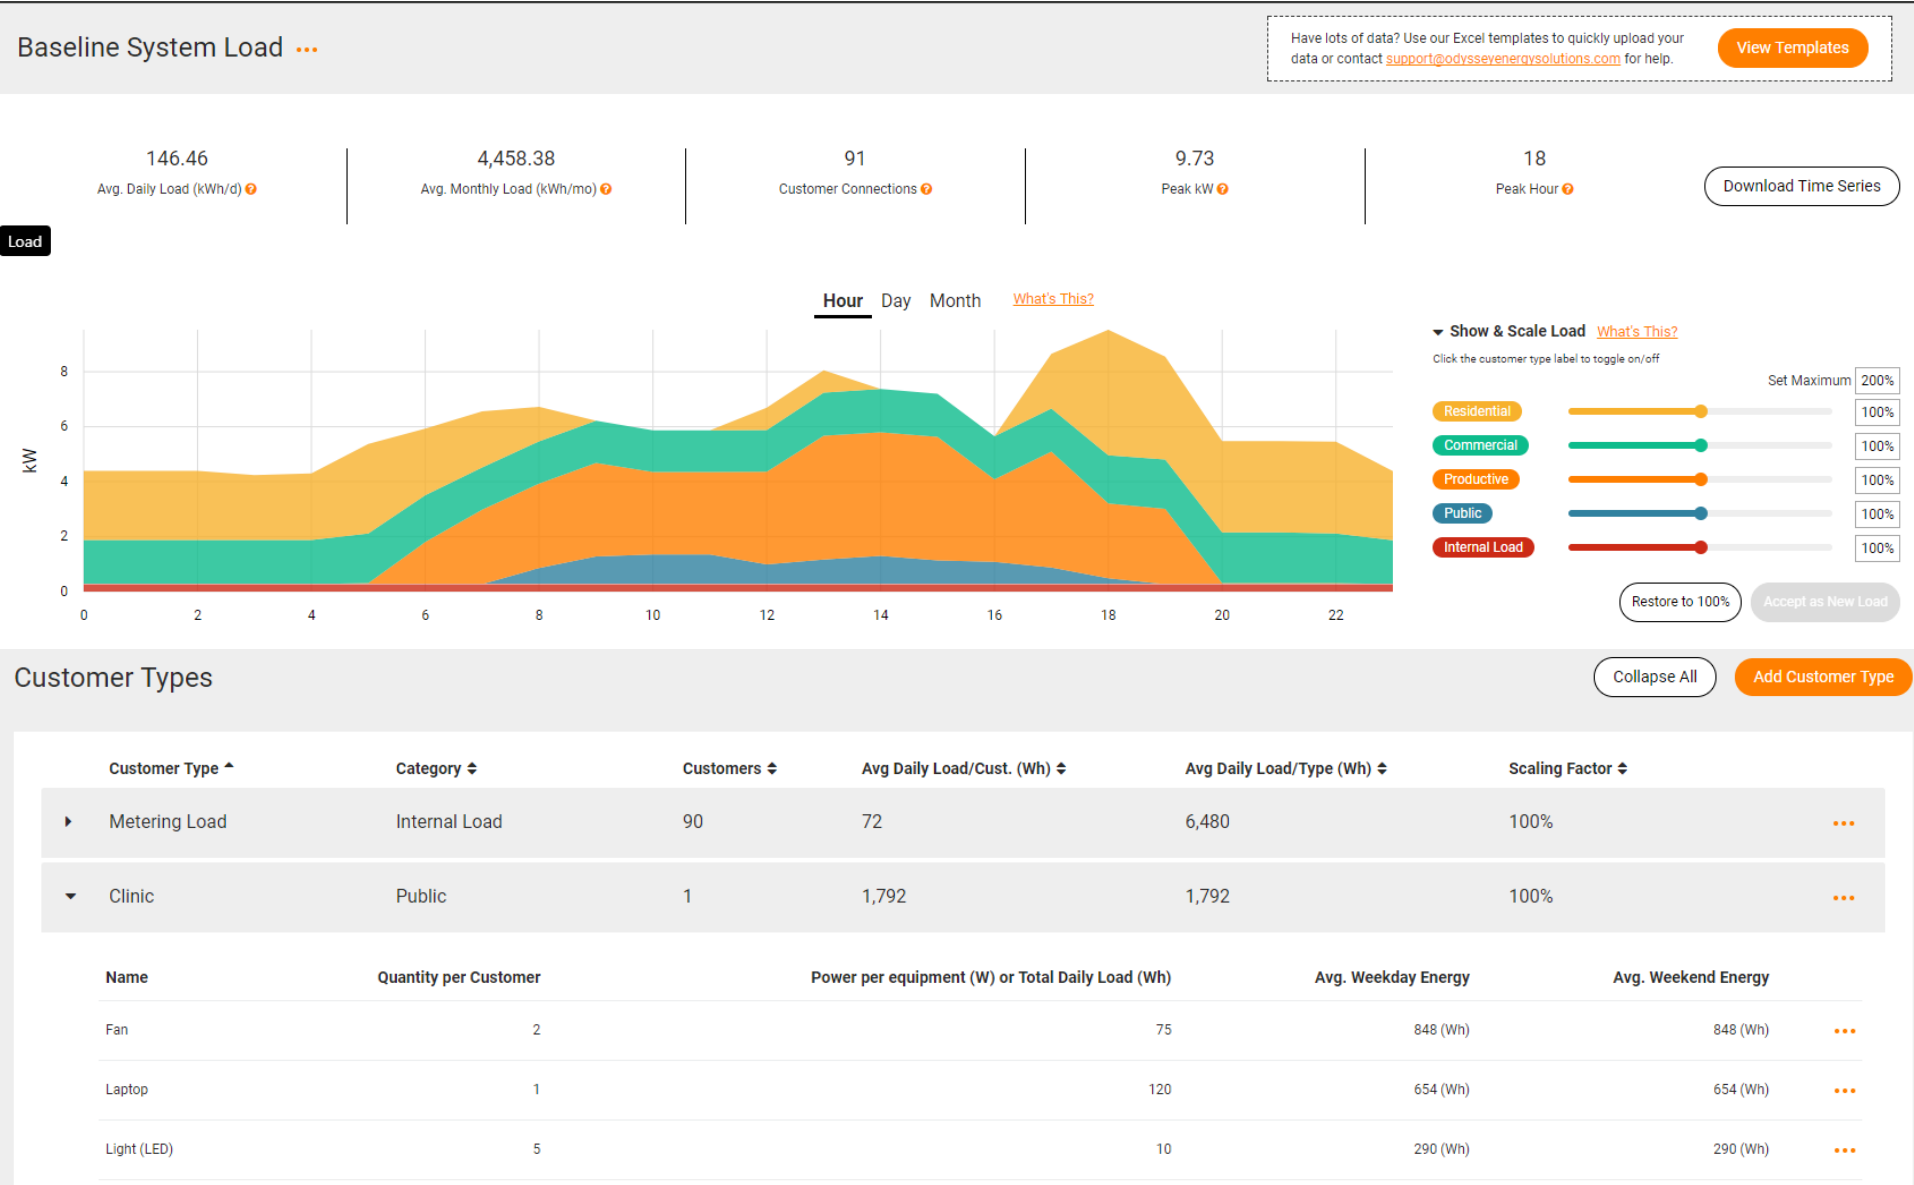 Baseline System Load
Have lots of data? Use our Excel templates to quickly upload your
data or contact support@odysseyenergysolutions.com for help.
View Templates
146.46
Avg. Daily Load (kWh/d)
4,458.38
Avg. Monthly Load (kWh/mo)
91
Customer Connections
9.73
Peak kW
18
Peak Hour
Download Time Series
Load
Hour Day Month What's This?
kW
8
6
4
2
0
0 2 4 6 8 10 12 14 16 18 20 22
Show & Scale Load What's This?
Click the customer type label to toggle on/off
Set Maximum 200%
Residential 100%
Commercial 100%
Productive 100%
Public 100%
Internal Load 100%
Restore to 100% Accept as New Load
Customer Types
Collapse All Add Customer Type
Customer Type Category Customers Avg Daily Load/Cust. (Wh) Avg Daily Load/Type (Wh) Scaling Factor
Metering Load Internal Load 90 72 6,480 100%
Clinic Public 1 1,792 1,792 100%
Name Quantity per Customer Power per equipment (W) or Total Daily Load (Wh) Avg. Weekday Energy Avg. Weekend Energy
Fan 2 75 848 (Wh) 848 (Wh)
Laptop 1 120 654 (Wh) 654 (Wh)
Light (LED) 5 10 290 (Wh) 290 (Wh)